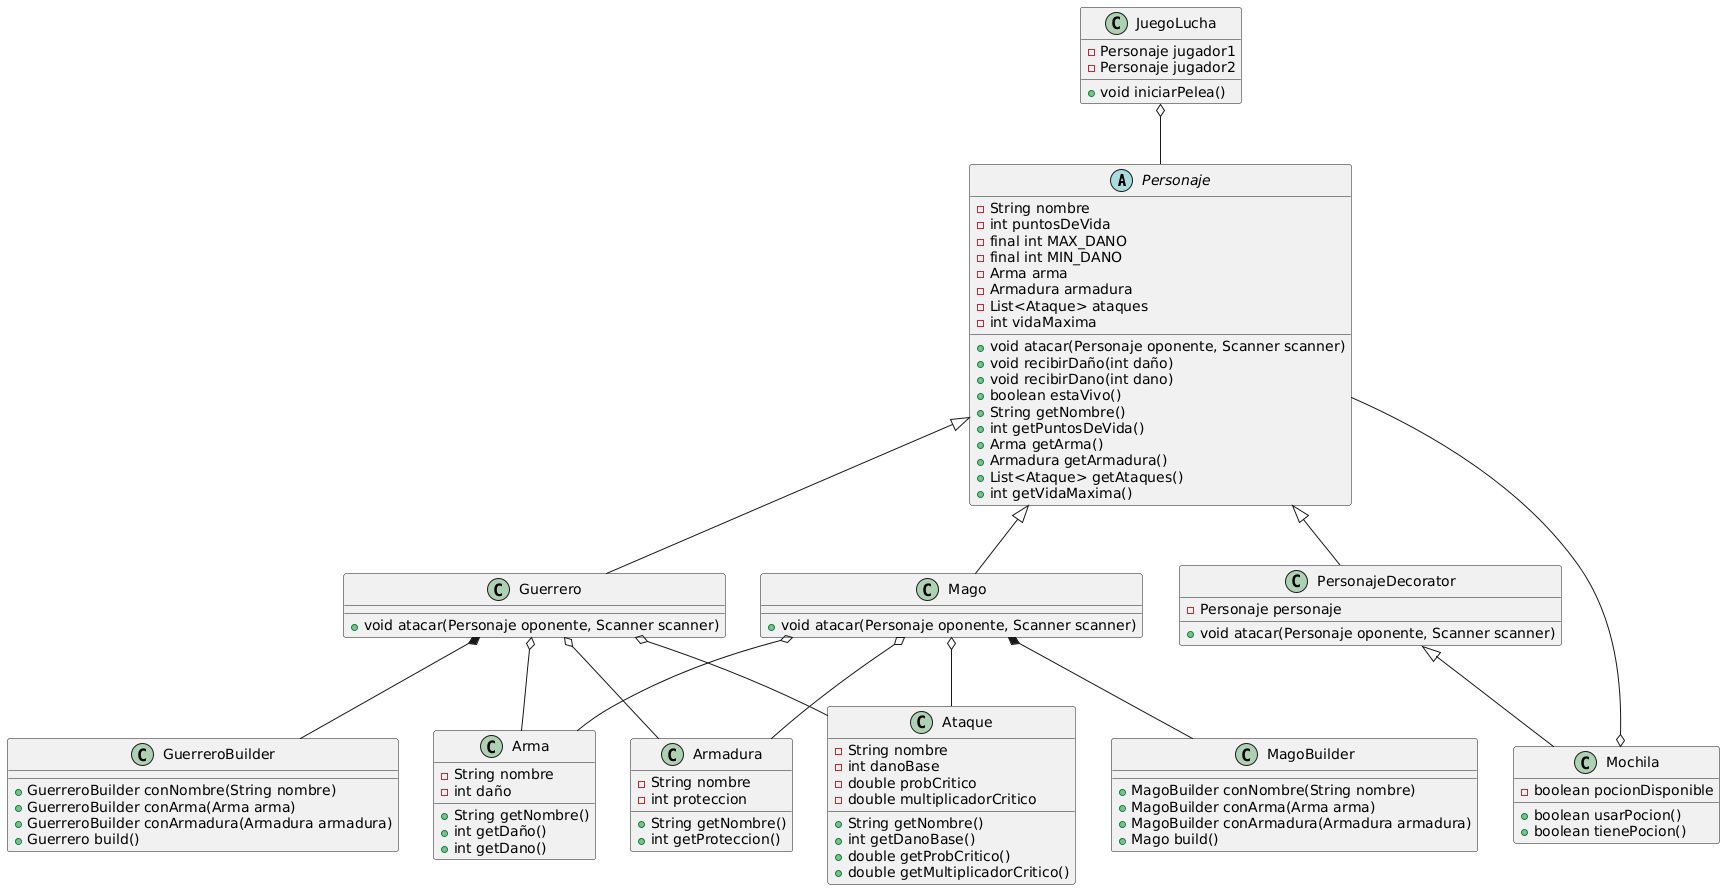 C JuegoLucha
Personaje jugador1
Personaje jugador2
void iniciarPelea()
A Personaje
String nombre
int puntosDeVida
final int MAX_DANO
final int MIN_DANO
Arma arma
Armadura armadura
List<Ataque> ataques
int vidaMaxima
void atacar(Personaje oponente, Scanner scanner)
void recibirDaño(int daño)
void recibirDano(int dano)
boolean estaVivo()
String getNombre()
int getPuntosDeVida()
Arma getArma()
Armadura getArmadura()
List<Ataque> getAtaques()
int getVidaMaxima()
C Guerrero
void atacar(Personaje oponente, Scanner scanner)
C Mago
void atacar(Personaje oponente, Scanner scanner)
C PersonajeDecorator
Personaje personaje
void atacar(Personaje oponente, Scanner scanner)
C GuerreroBuilder
GuerreroBuilder conNombre(String nombre)
GuerreroBuilder conArma(Arma arma)
GuerreroBuilder conArmadura(Armadura armadura)
Guerrero build()
C Arma
String nombre
int daño
String getNombre()
int getDaño()
int getDano()
C Armadura
String nombre
int proteccion
String getNombre()
int getProteccion()
C Ataque
String nombre
int danoBase
double probCritico
double multiplicadorCritico
String getNombre()
int getDanoBase()
double getProbCritico()
double getMultiplicadorCritico()
C MagoBuilder
MagoBuilder conNombre(String nombre)
MagoBuilder conArma(Arma arma)
MagoBuilder conArmadura(Armadura armadura)
Mago build()
C Mochila
boolean pocionDisponible
boolean usarPocion()
boolean tienePocion()